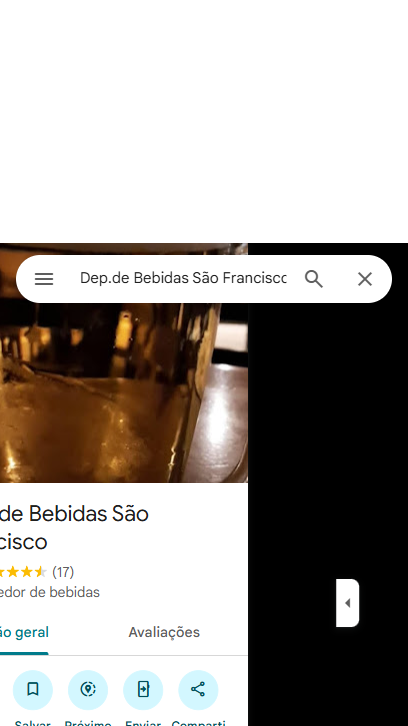 Dep.de Bebidas São Francisco
de Bebidas São
cisco
(17)
edor de bebidas
ão geral
Avaliações
Salvar
Próximo
Enviar
Comparti